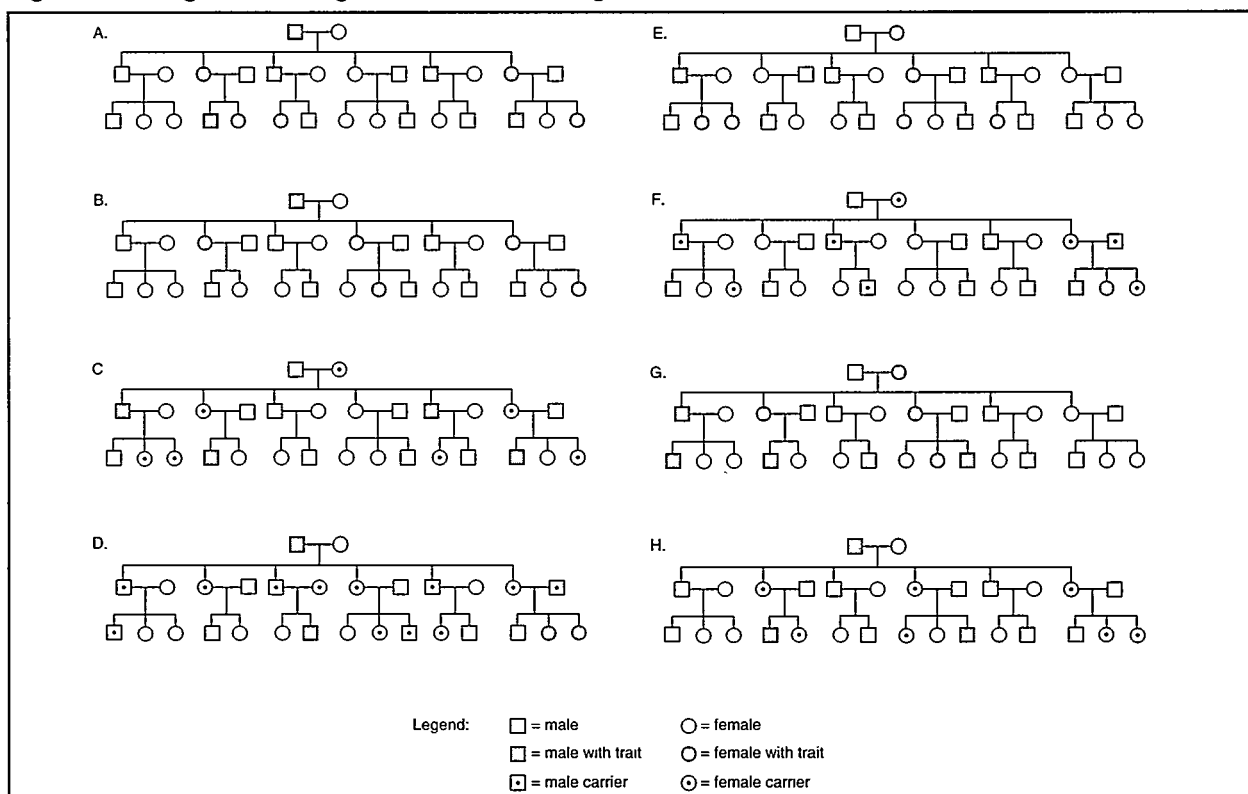 A.
E.
B.
F.
C
G.
D.
H.
Legend:
= male
= female
= male with trait
= female with trait
= male carrier
= female carrier